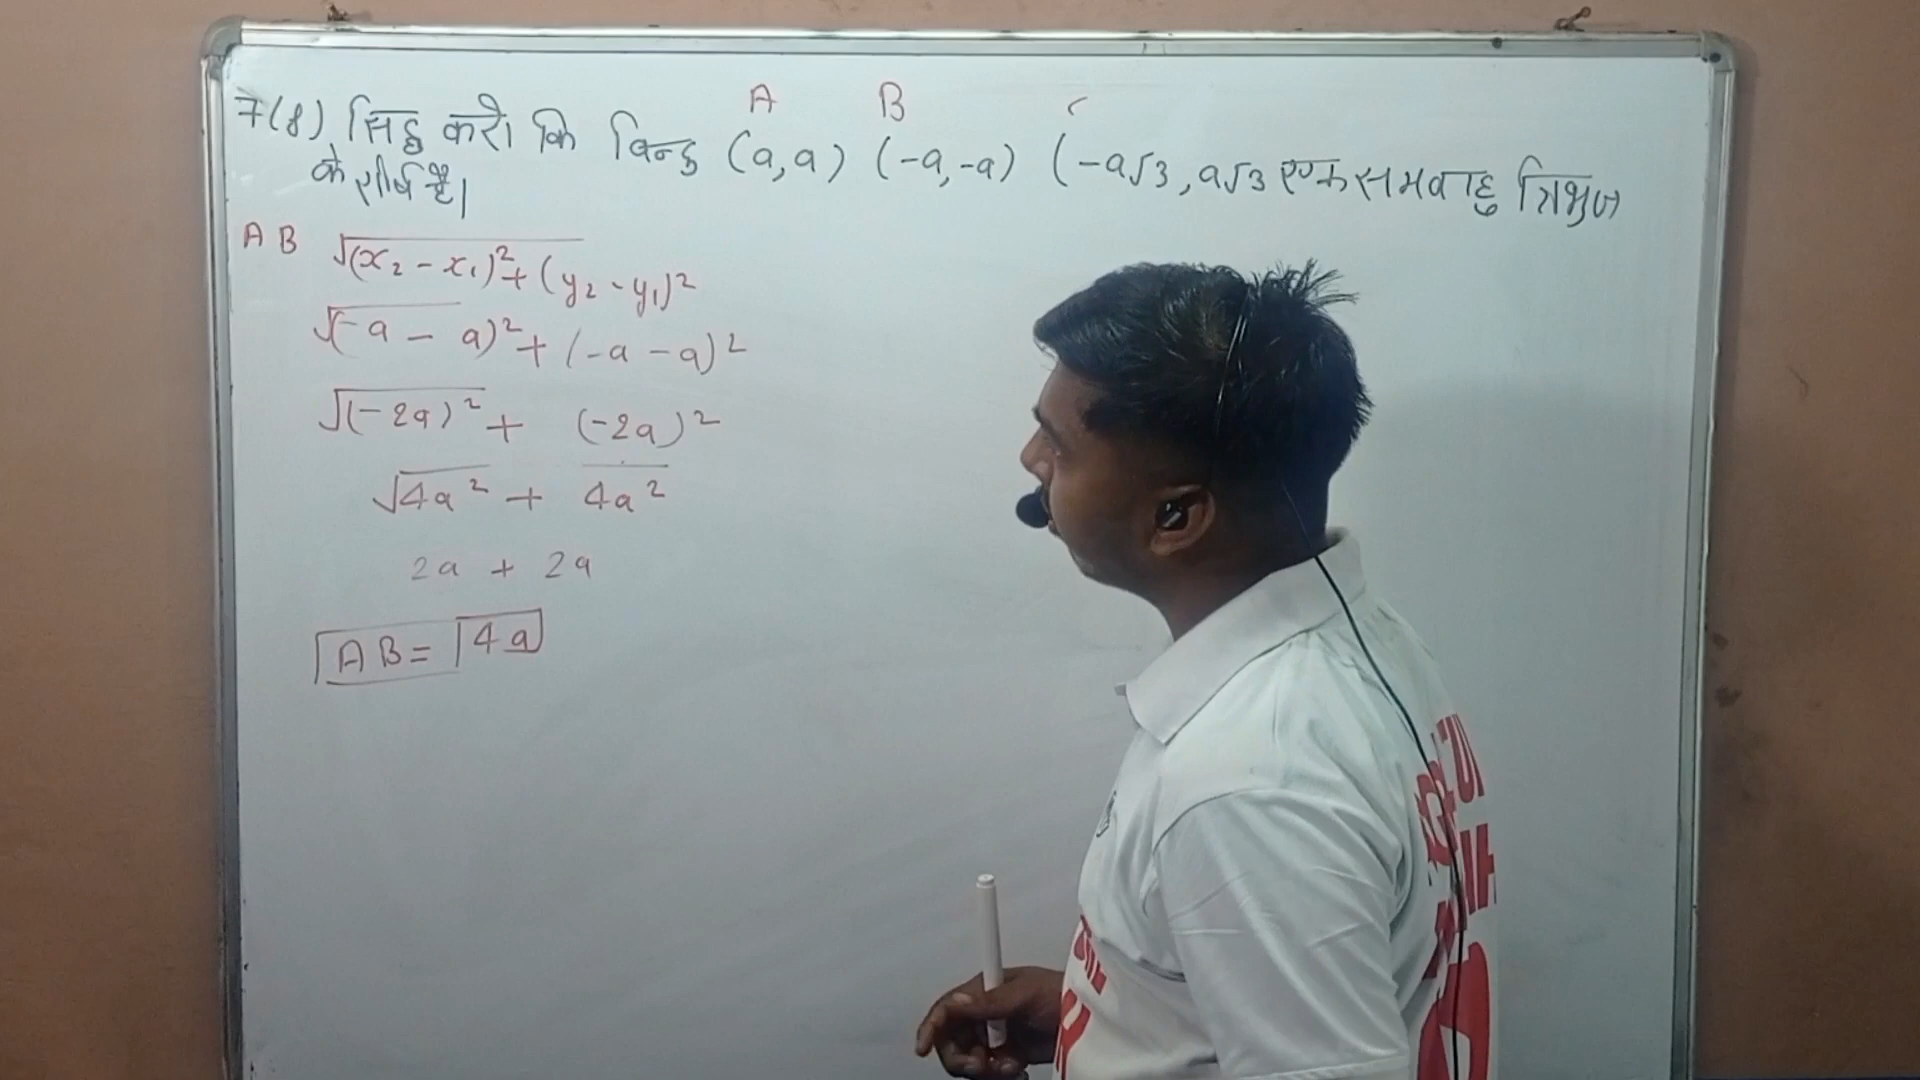 7(8) सिद्ध करो कि बिन्दु (a,a) (-a,-a) (-a√3, a√3 एक समबाहु त्रिभुज
A B C
के शीर्ष है।
AB √(x₂ - x₁)² + (y₂ - y₁)²
√(-a - a)² + (-a - a)²
√(-2a)² + (-2a)²
√4a² + 4a²
2a + 2a
AB = 4a